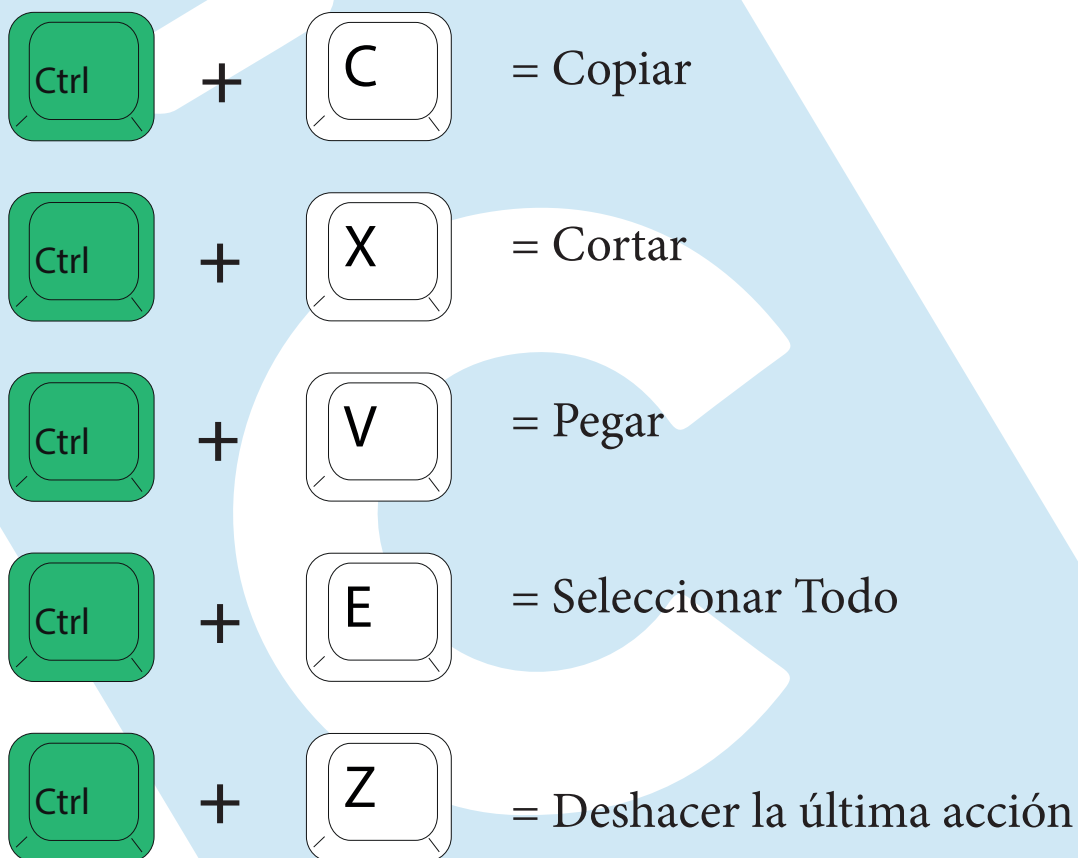 Ctrl + C = Copiar
Ctrl + X = Cortar
Ctrl + V = Pegar
Ctrl + E = Seleccionar Todo
Ctrl + Z = Deshacer la última acción